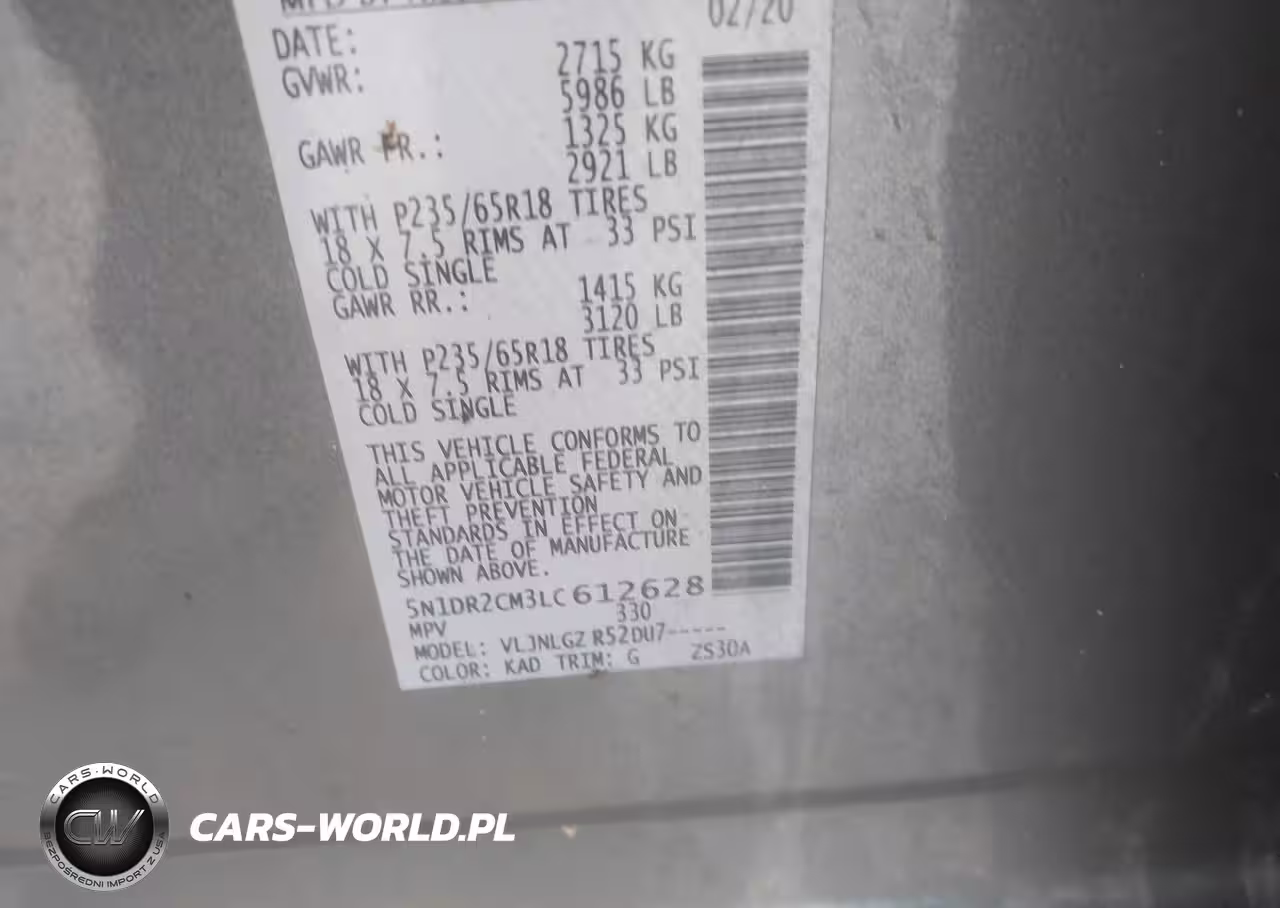 02/20
DATE:
GVWR: 2715 KG
5986 LB
GAWR FR.: 1325 KG
2921 LB
WITH P235/65R18 TIRES
18 X 7.5 RIMS AT 33 PSI
COLD SINGLE
GAWR RR.: 1415 KG
3120 LB
WITH P235/65R18 TIRES
18 X 7.5 RIMS AT 33 PSI
COLD SINGLE
THIS VEHICLE CONFORMS TO
ALL APPLICABLE FEDERAL
MOTOR VEHICLE SAFETY AND
THEFT PREVENTION
STANDARDS IN EFFECT ON
THE DATE OF MANUFACTURE
SHOWN ABOVE.
5N1DR2CM3LC612628
MPV 330
MODEL: VLJNLGZ R52DU7-----
COLOR: KAD TRIM: G ZS30A
CARS-WORLD
CW
BEZPOŚREDNI IMPORT Z USA
CARS-WORLD.PL